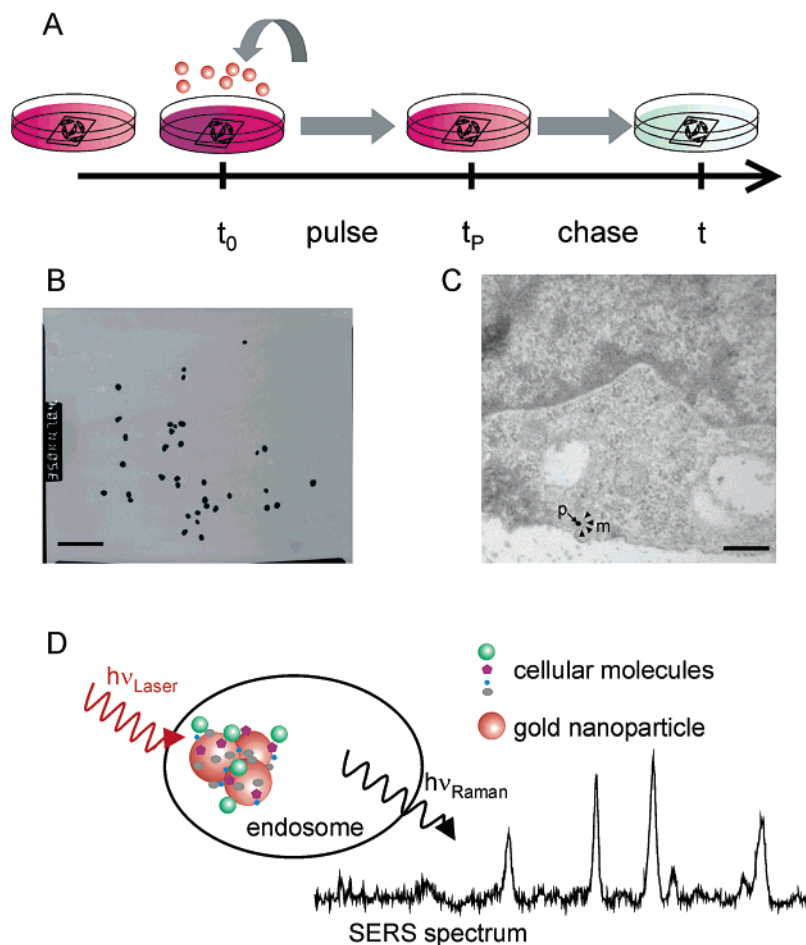 A
t0 pulse tP chase t
B
C
p
m
D
hνLaser
cellular molecules
gold nanoparticle
hνRaman
endosome
SERS spectrum